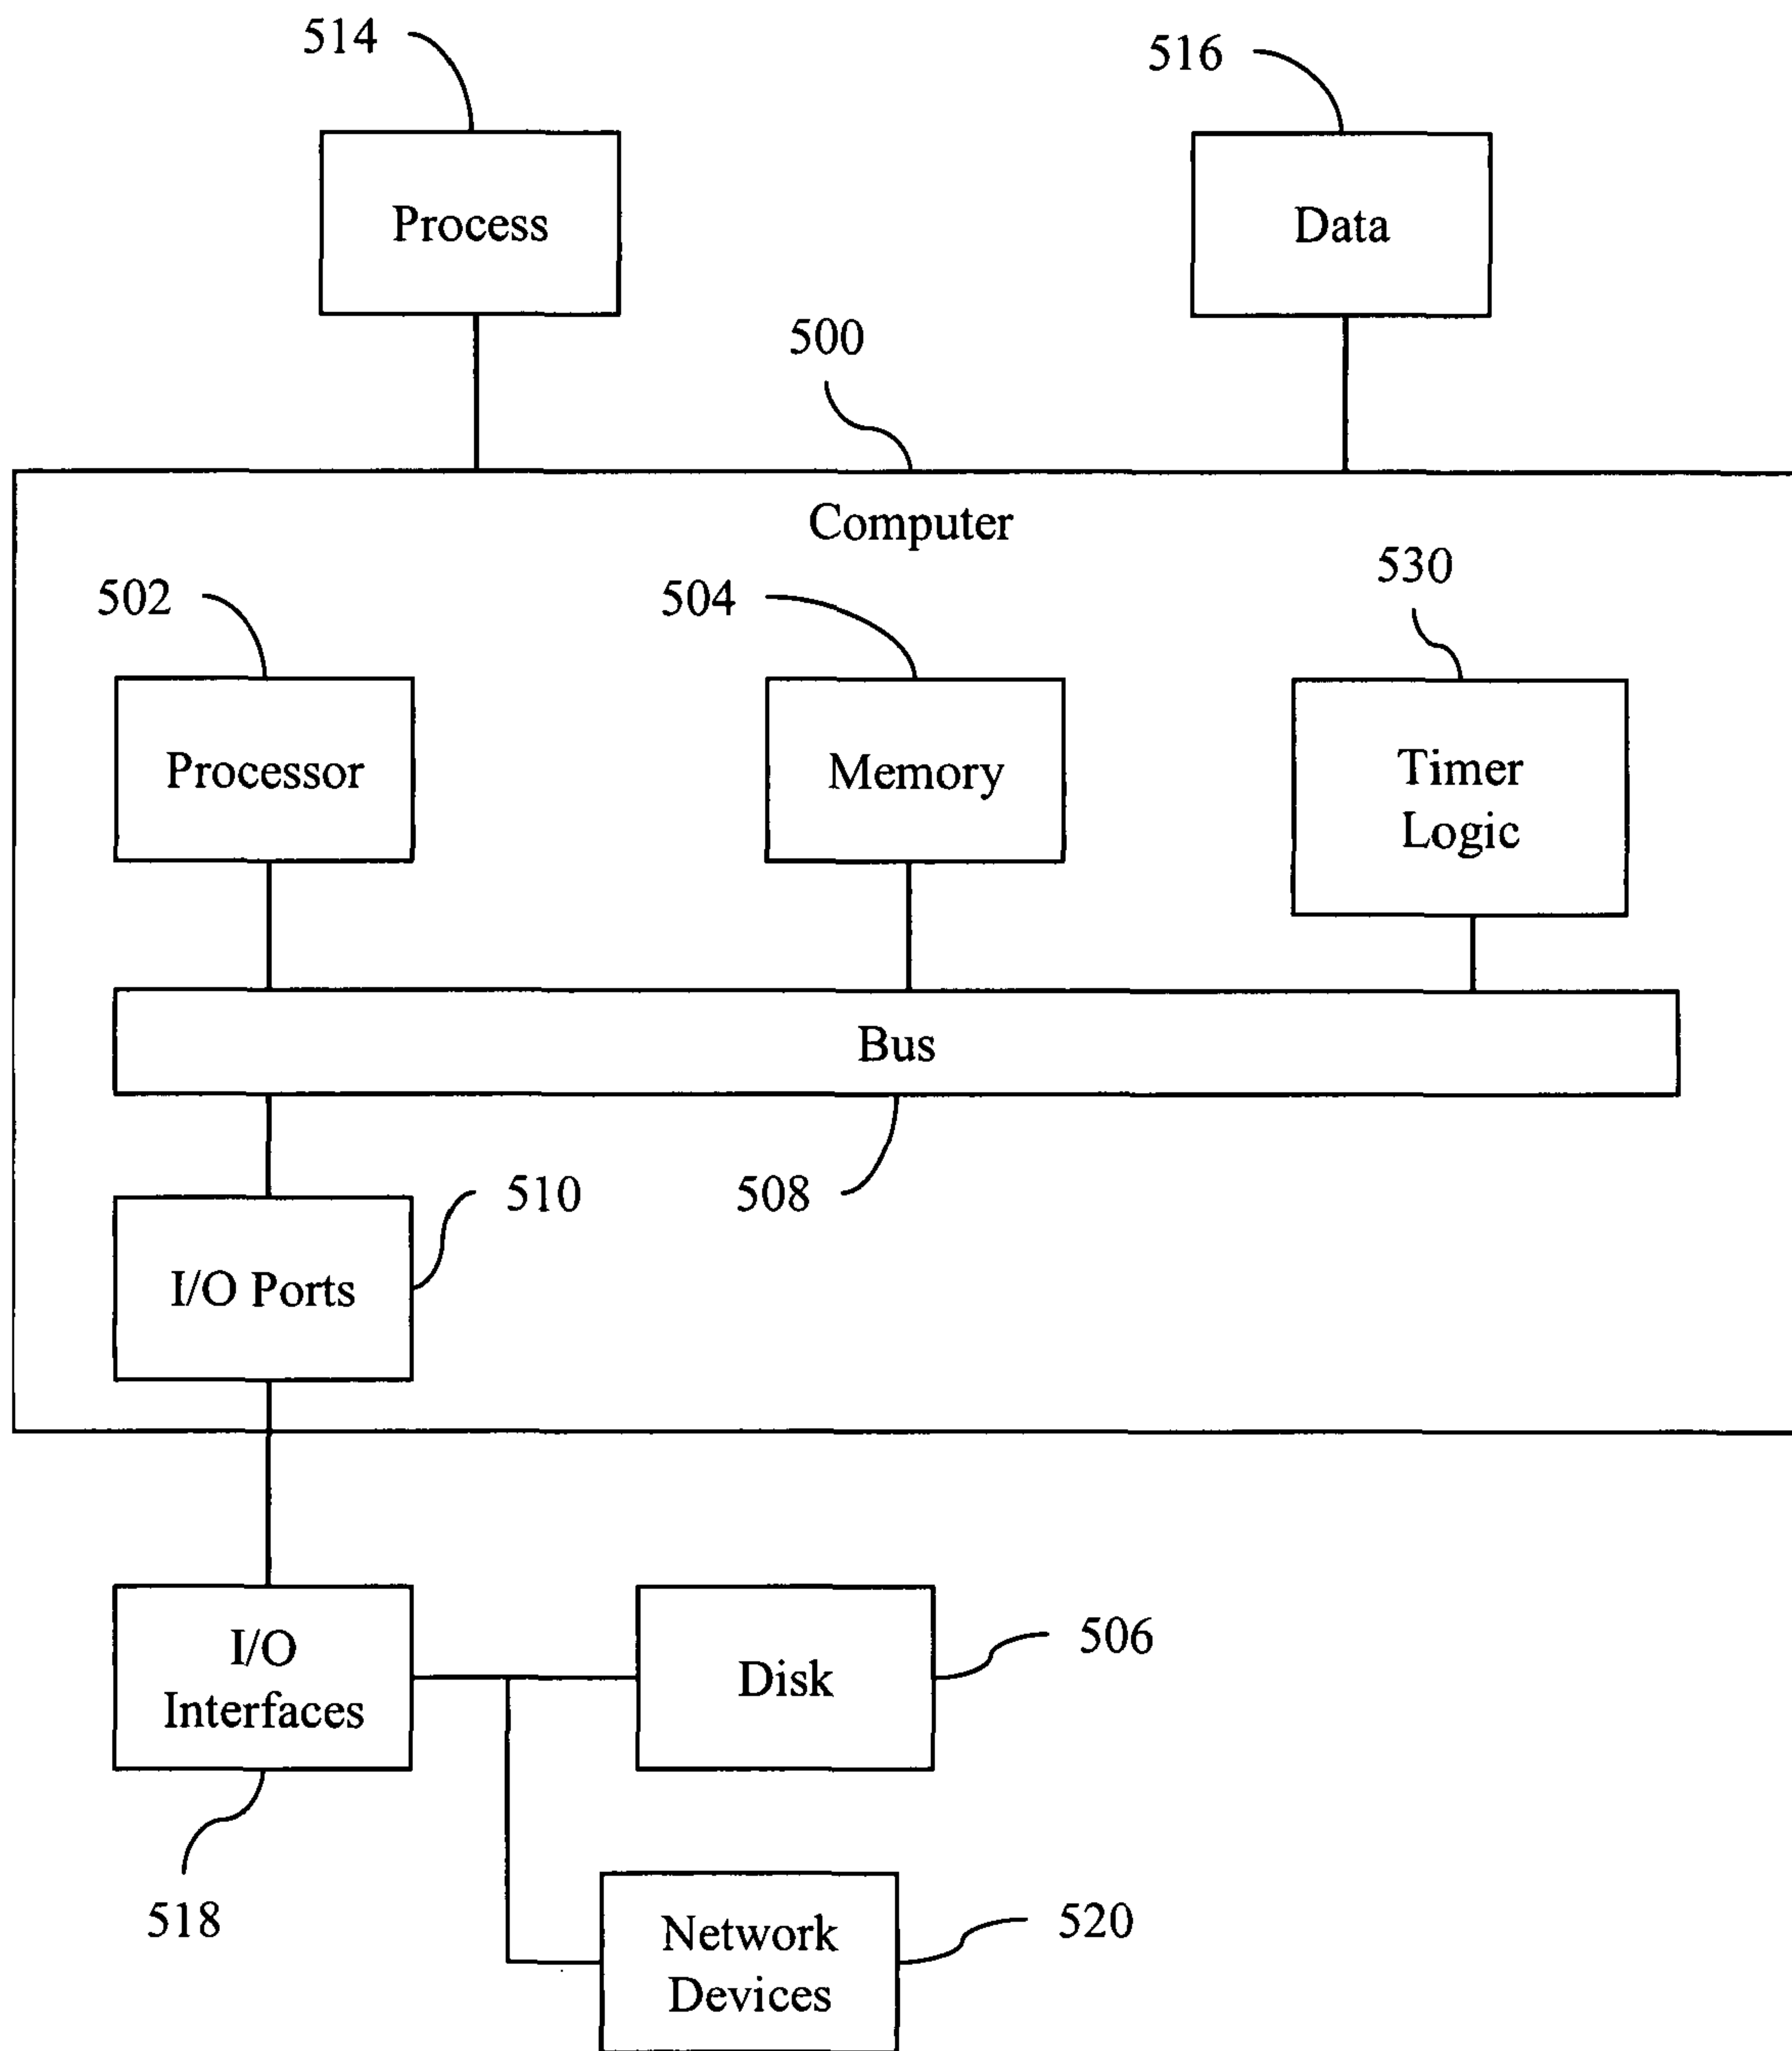 514
516
Process
Data
500
Computer
530
502
504
Processor
Memory
Timer
Logic
Bus
510
508
I/O Ports
I/O
Interfaces
Disk
506
518
Network
Devices
520